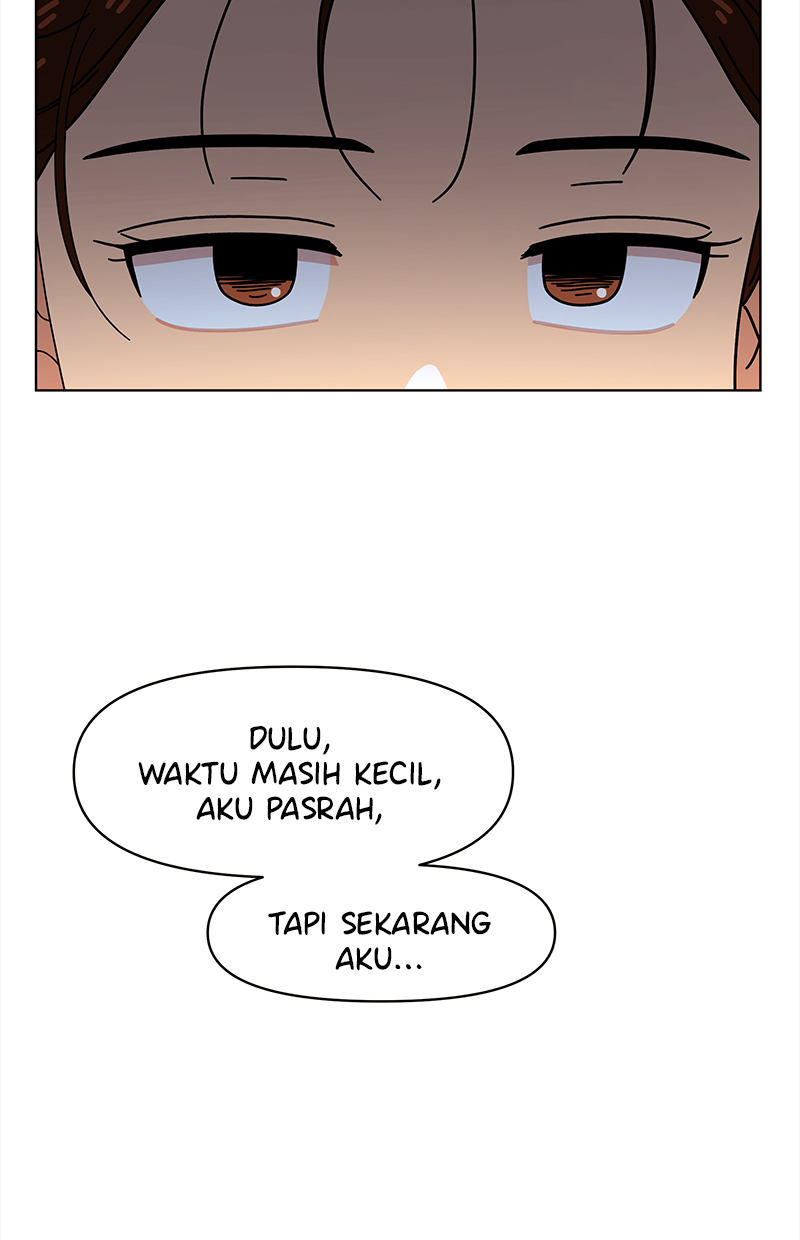 DULU,
WAKTU MASIH KECIL,
AKU PASRAH,
TAPI SEKARANG
AKU...